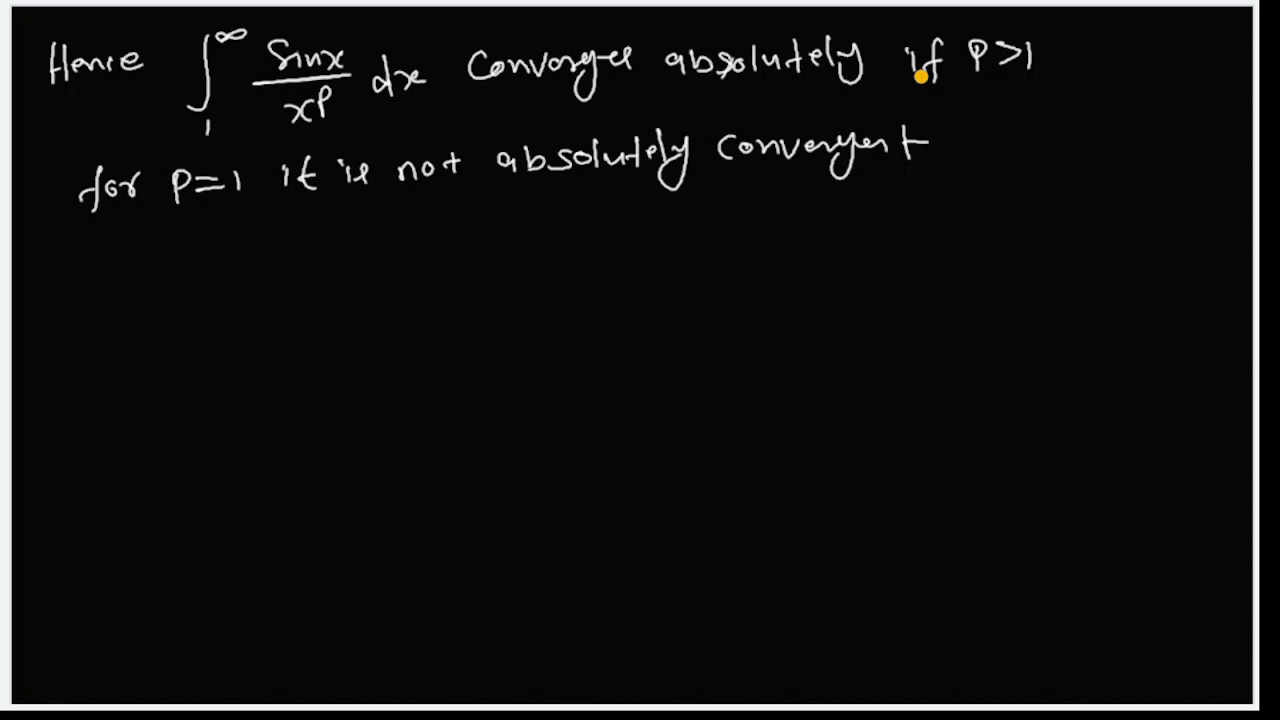 Hence ∫₁^∞ sinx/x^p dx converges absolutely if P>1
for P=1 it is not absolutely convergent